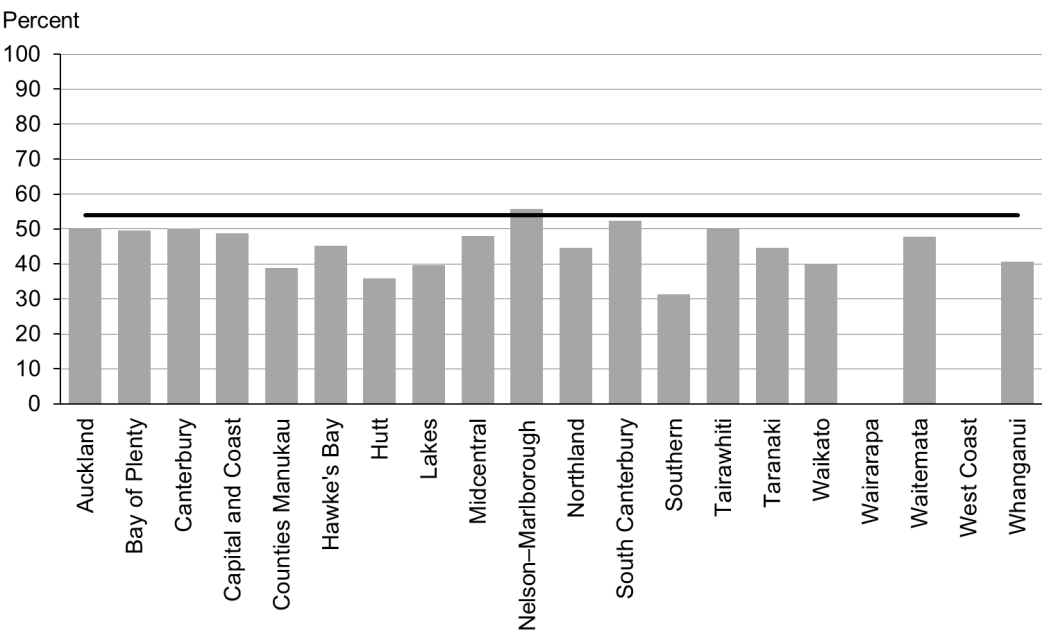 Percent
100
90
80
70
60
50
40
30
20
10
0
Auckland
Bay of Plenty
Canterbury
Capital and Coast
Counties Manukau
Hawke's Bay
Hutt
Lakes
Midcentral
Nelson–Marlborough
Northland
South Canterbury
Southern
Tairawhiti
Taranaki
Waikato
Wairarapa
Waitemata
West Coast
Whanganui